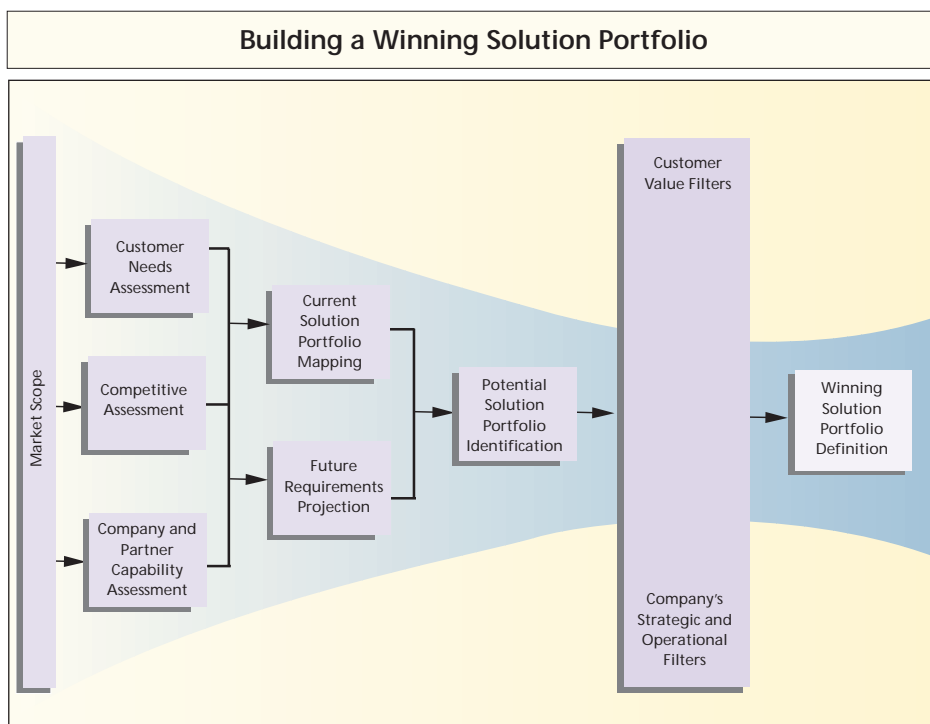 Building a Winning Solution Portfolio
Market Scope
Customer
Needs
Assessment
Competitive
Assessment
Company and
Partner
Capability
Assessment
Current
Solution
Portfolio
Mapping
Future
Requirements
Projection
Potential
Solution
Portfolio
Identification
Customer
Value Filters
Company's
Strategic and
Operational
Filters
Winning
Solution
Portfolio
Definition